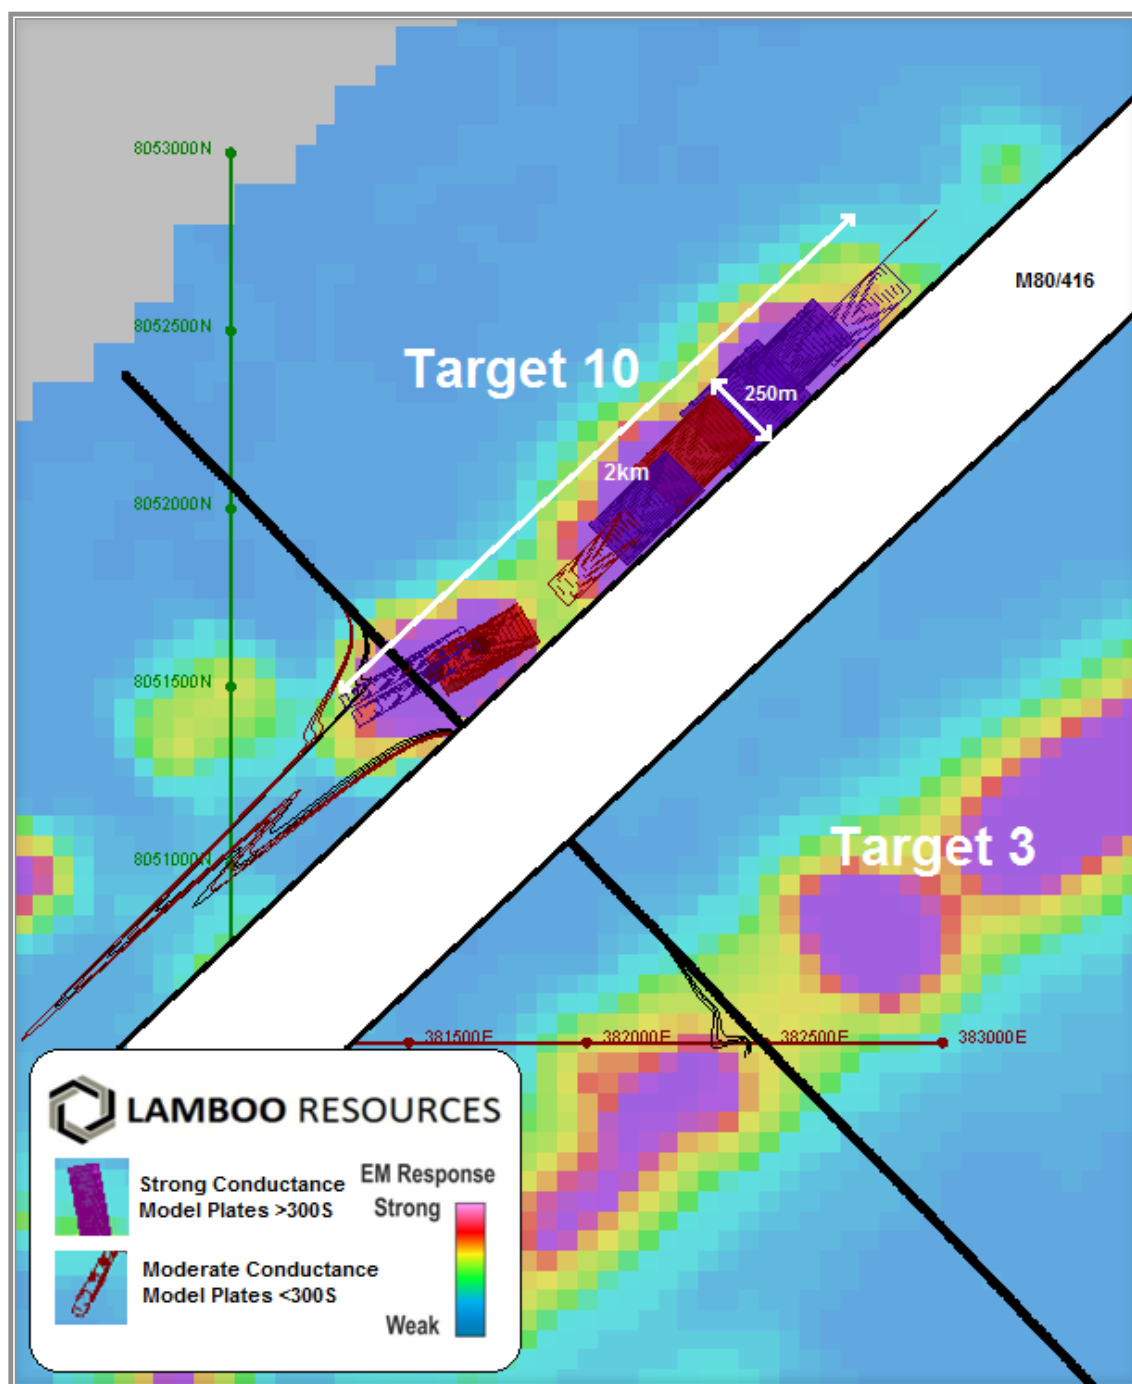 8053000N
M80/416
8052500N
Target 10
250m
2km
8052000N
8051500N
8051000N
Target 3
381500E
382000E
382500E
383000E
LAMBOO RESOURCES
EM Response
Strong Conductance
Model Plates >300S
Strong
Moderate Conductance
Model Plates <300S
Weak